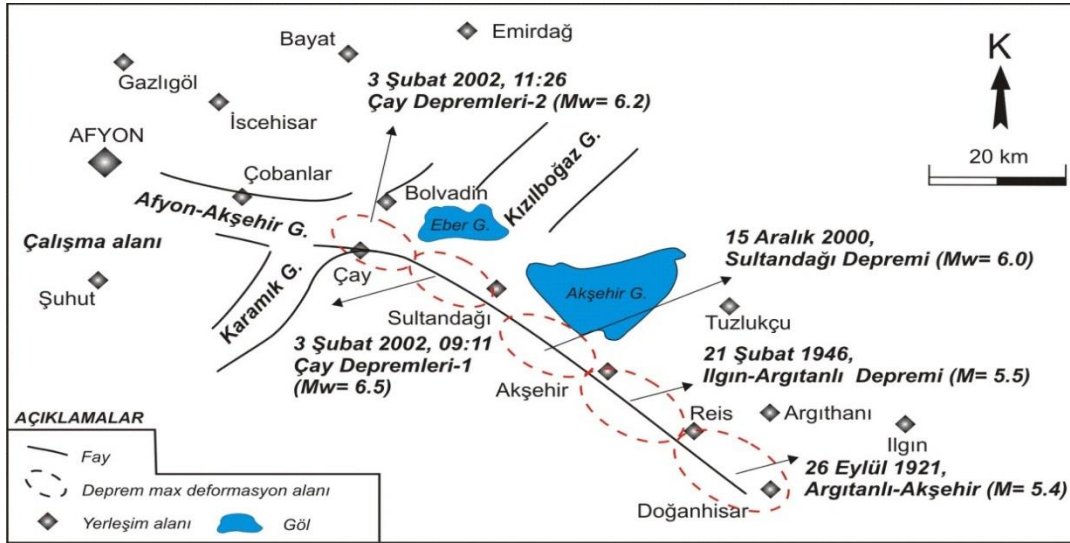 Emirdağ
Bayat
K
Gazlıgöl
3 Şubat 2002, 11:26
Çay Depremleri-2 (Mw= 6.2)
İscehisar
AFYON
20 km
Çobanlar
Bolvadin
Kızılboğaz G.
Afyon-Akşehir G.
Eber G.
Çalışma alanı
15 Aralık 2000,
Sultandağı Depremi (Mw= 6.0)
Çay
Şuhut
Karamık G.
Akşehir G.
Sultandağı
Tuzlukçu
3 Şubat 2002, 09:11
Çay Depremleri-1
(Mw= 6.5)
21 Şubat 1946,
Ilgın-Argıtanlı Depremi (M= 5.5)
Akşehir
Reis
Argıthanı
Ilgın
26 Eylül 1921,
Argıtanlı-Akşehir (M= 5.4)
Doğanhisar
AÇIKLAMALAR
Fay
Deprem max deformasyon alanı
Yerleşim alanı
Göl